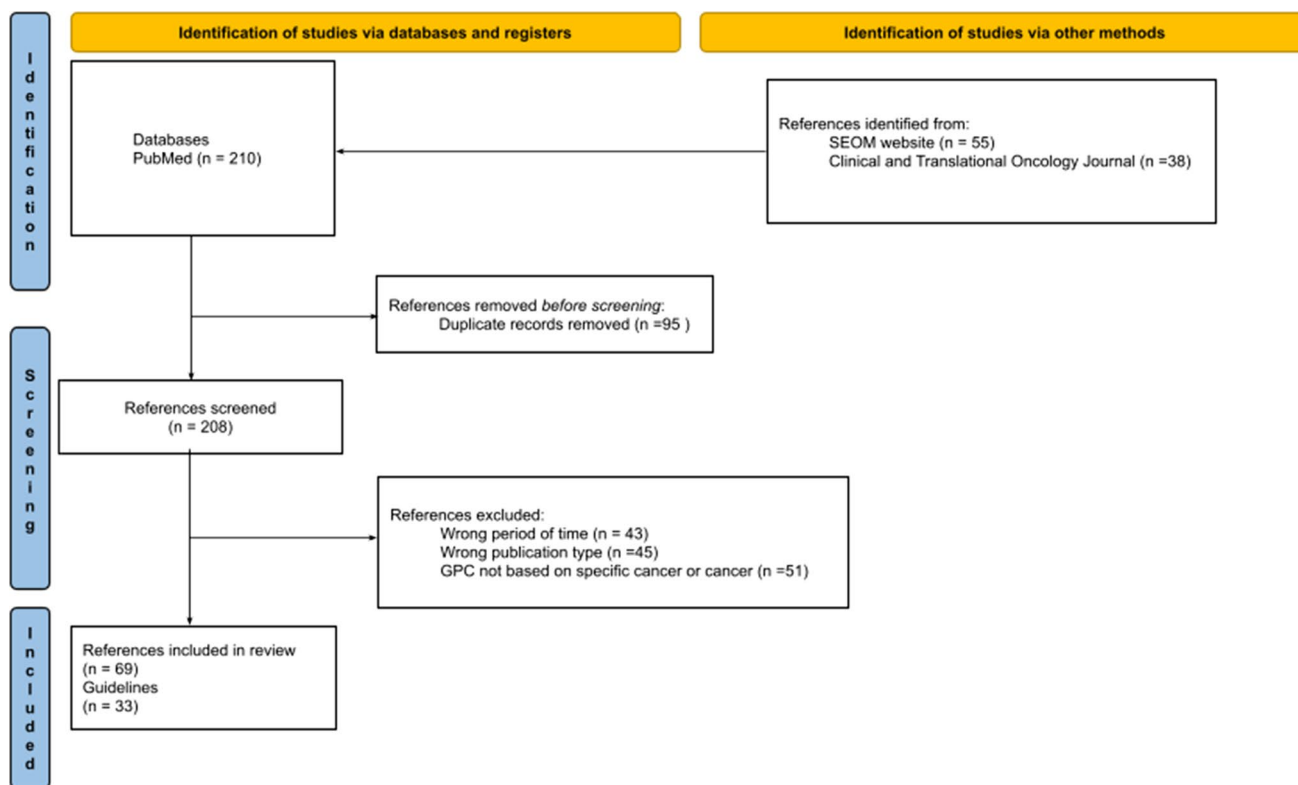 Identification of studies via databases and registers
Identification of studies via other methods
Identification
Databases
PubMed (n = 210)
References identified from:
SEOM website (n = 55)
Clinical and Translational Oncology Journal (n =38)
References removed before screening:
Duplicate records removed (n =95 )
Screening
References screened
(n = 208)
References excluded:
Wrong period of time (n = 43)
Wrong publication type (n =45)
GPC not based on specific cancer or cancer (n =51)
Included
References included in review
(n = 69)
Guidelines
(n = 33)